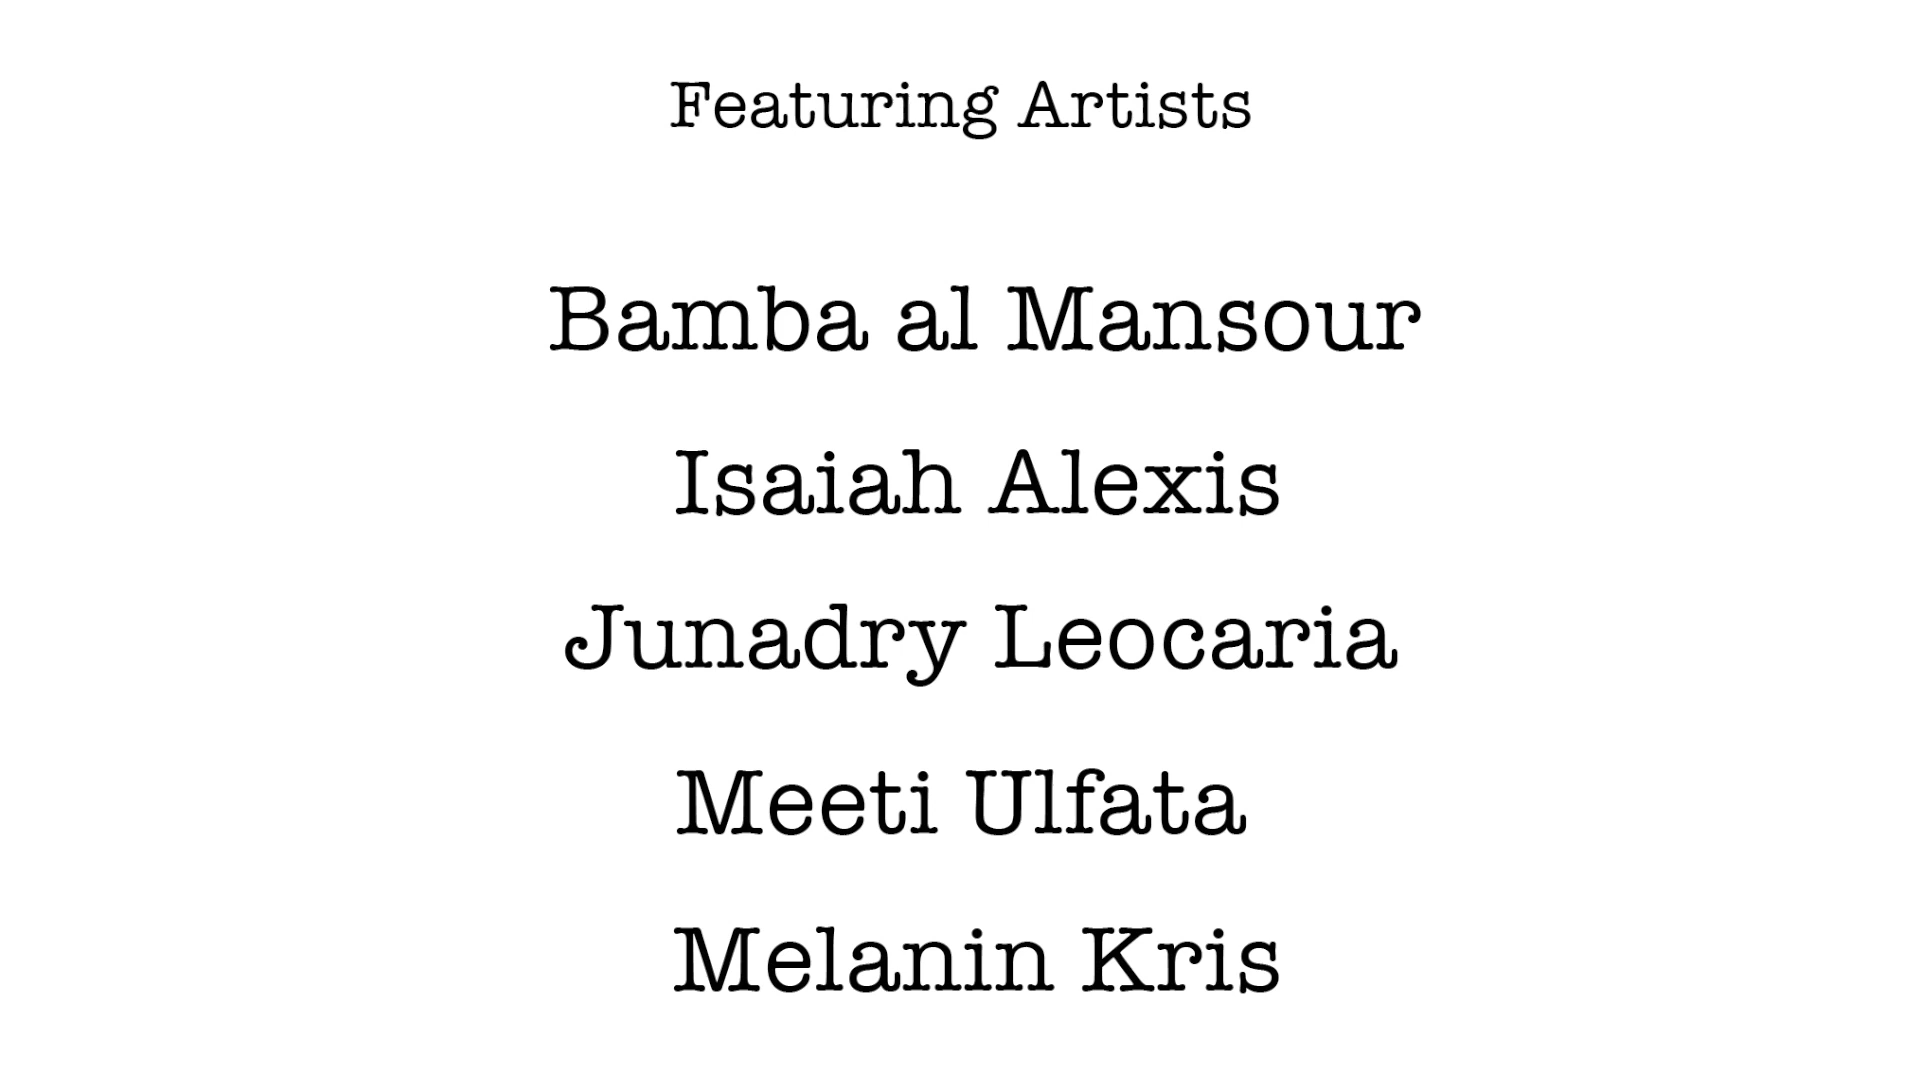 Featuring Artists
Bamba al Mansour
Isaiah Alexis
Junadry Leocaria
Meeti Ulfata
Melanin Kris